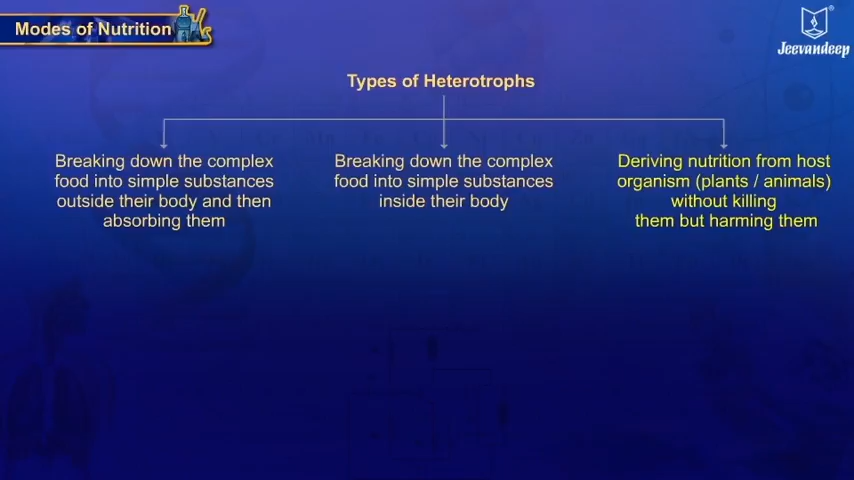 Modes of Nutrition
Jeevandeep
Types of Heterotrophs
Breaking down the complex
food into simple substances
outside their body and then
absorbing them
Breaking down the complex
food into simple substances
inside their body
Deriving nutrition from host
organism (plants / animals)
without killing
them but harming them